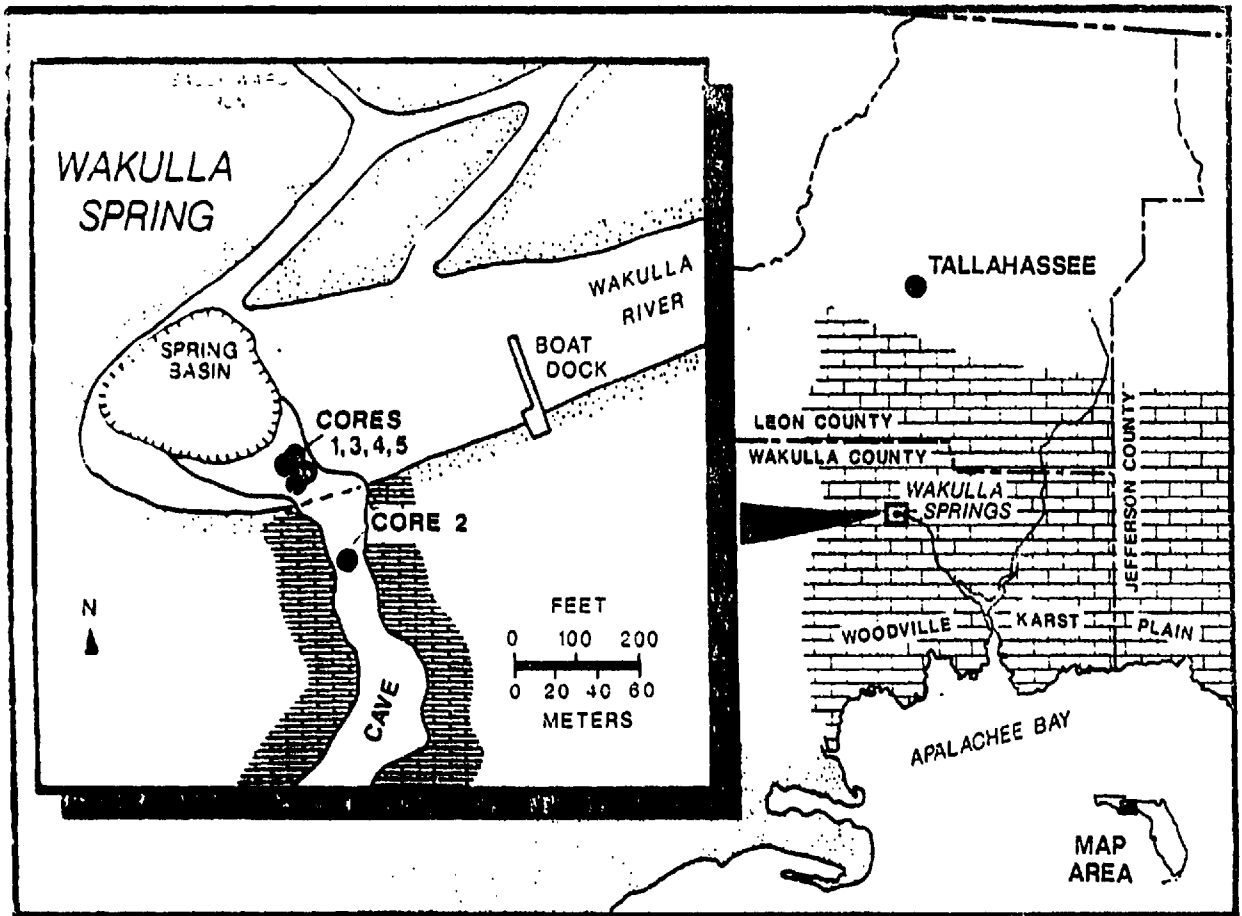 WAKULLA
SPRING
SPRING
BASIN
WAKULLA
RIVER
BOAT
DOCK
CORES
1,3,4,5
CORE 2
N
CAVE
FEET
0 100 200
0 20 40 60
METERS
TALLAHASSEE
LEON COUNTY
WAKULLA COUNTY
WAKULLA
SPRINGS
JEFFERSON COUNTY
WOODVILLE KARST PLAIN
APALACHEE BAY
MAP
AREA